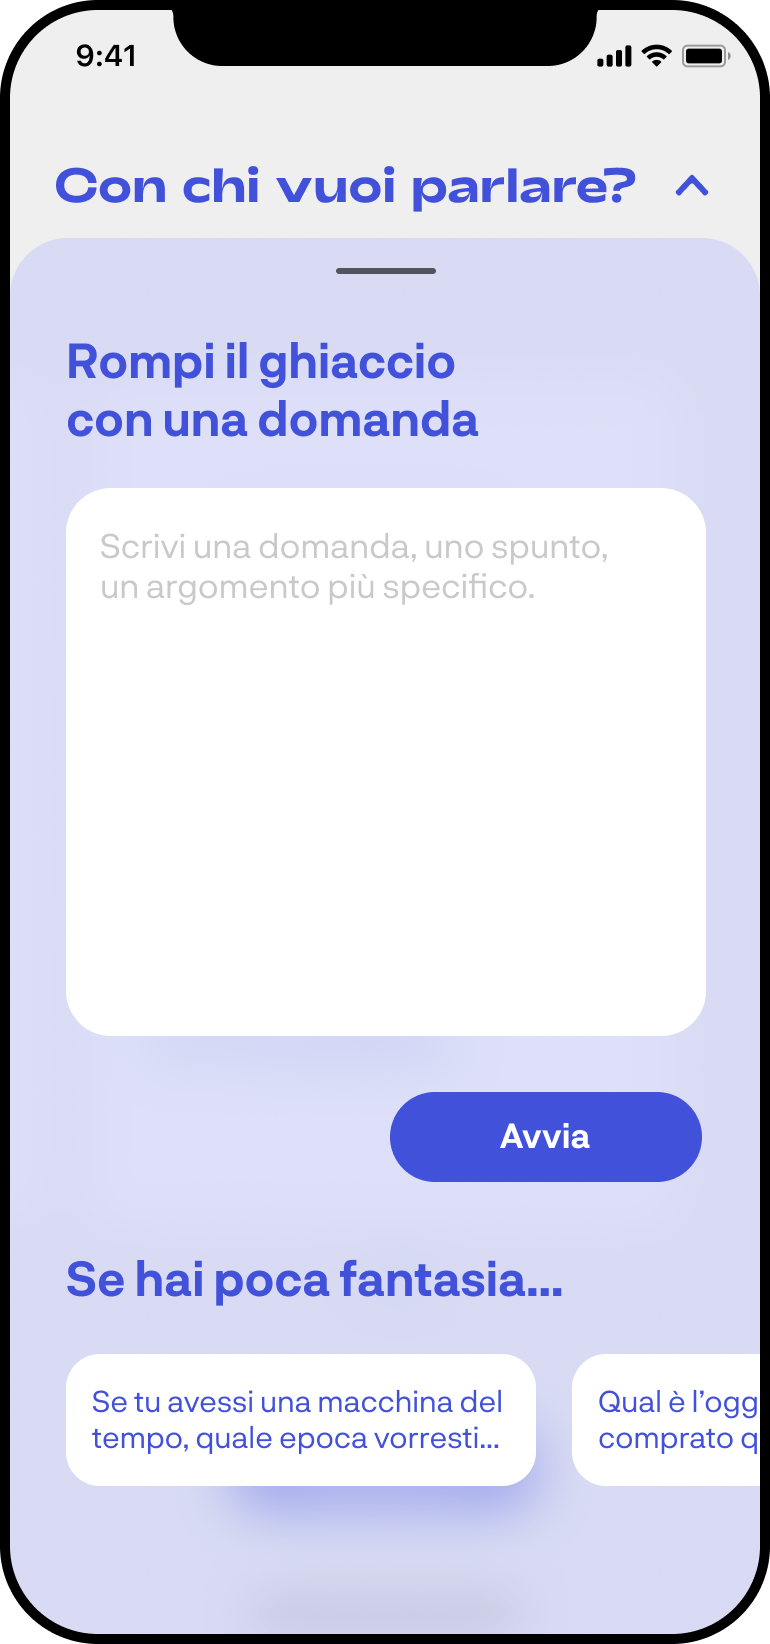 9:41
Con chi vuoi parlare?
Rompi il ghiaccio
con una domanda
Scrivi una domanda, uno spunto,
un argomento più specifico.
Avvia
Se hai poca fantasia...
Se tu avessi una macchina del
tempo, quale epoca vorresti...
Qual è l’ogg
comprato q